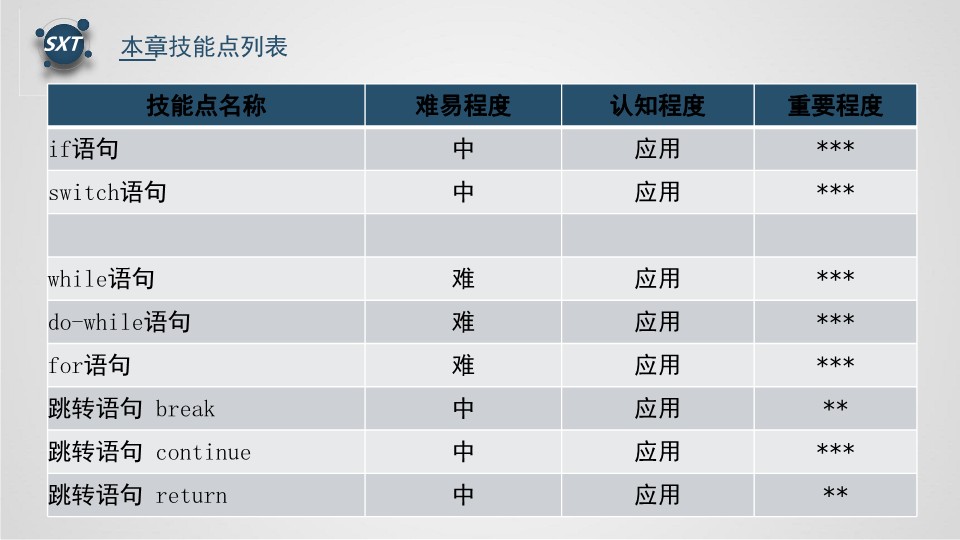 SXT
本章技能点列表
技能点名称 难易程度 认知程度 重要程度
if语句 中 应用 ***
switch语句 中 应用 ***
while语句 难 应用 ***
do-while语句 难 应用 ***
for语句 难 应用 ***
跳转语句 break 中 应用 **
跳转语句 continue 中 应用 ***
跳转语句 return 中 应用 **